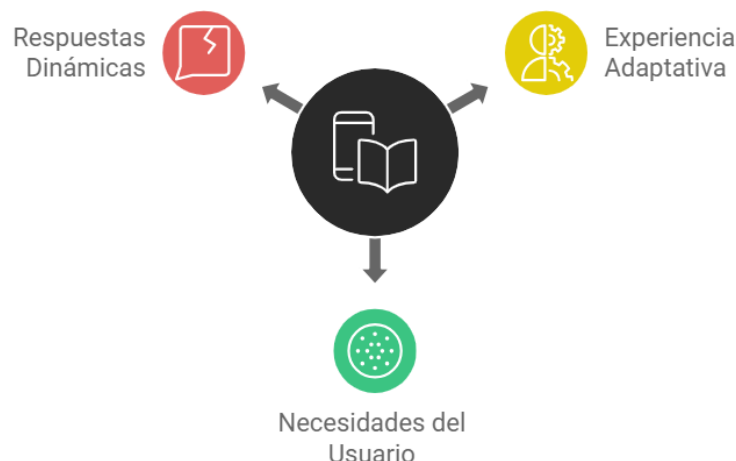 Respuestas
Dinámicas
Experiencia
Adaptativa
Necesidades del
Usuario